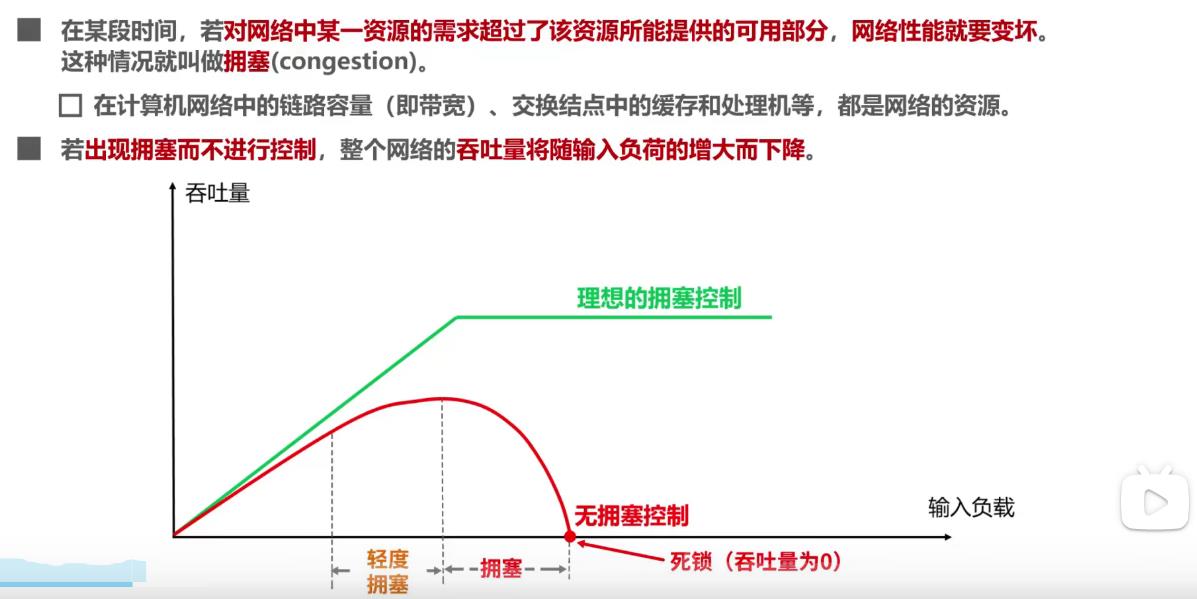 在某段时间，若对网络中某一资源的需求超过了该资源所能提供的可用部分，网络性能就要变坏。
这种情况就叫做拥塞(congestion)。
在计算机网络中的链路容量（即带宽）、交换结点中的缓存和处理机等，都是网络的资源。
若出现拥塞而不进行控制，整个网络的吞吐量将随输入负荷的增大而下降。
吞吐量
理想的拥塞控制
无拥塞控制
输入负载
轻度
拥塞
拥塞
死锁（吞吐量为0）